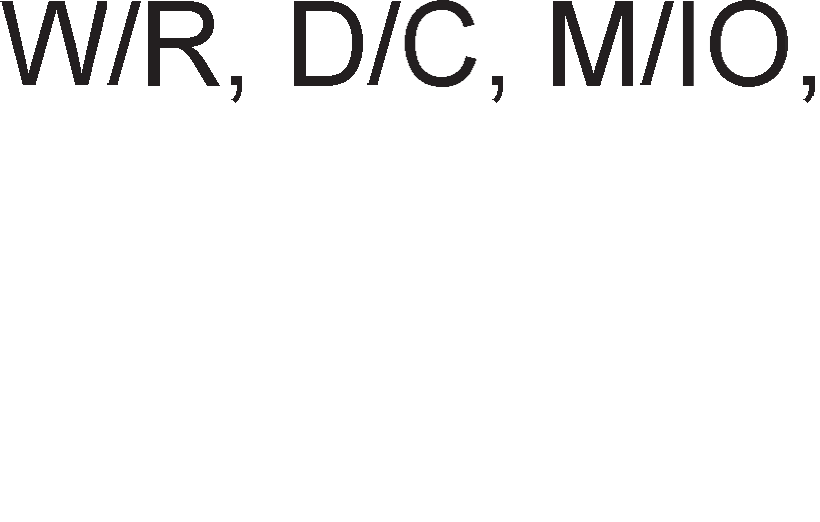 W/R, D/C, M/IO,